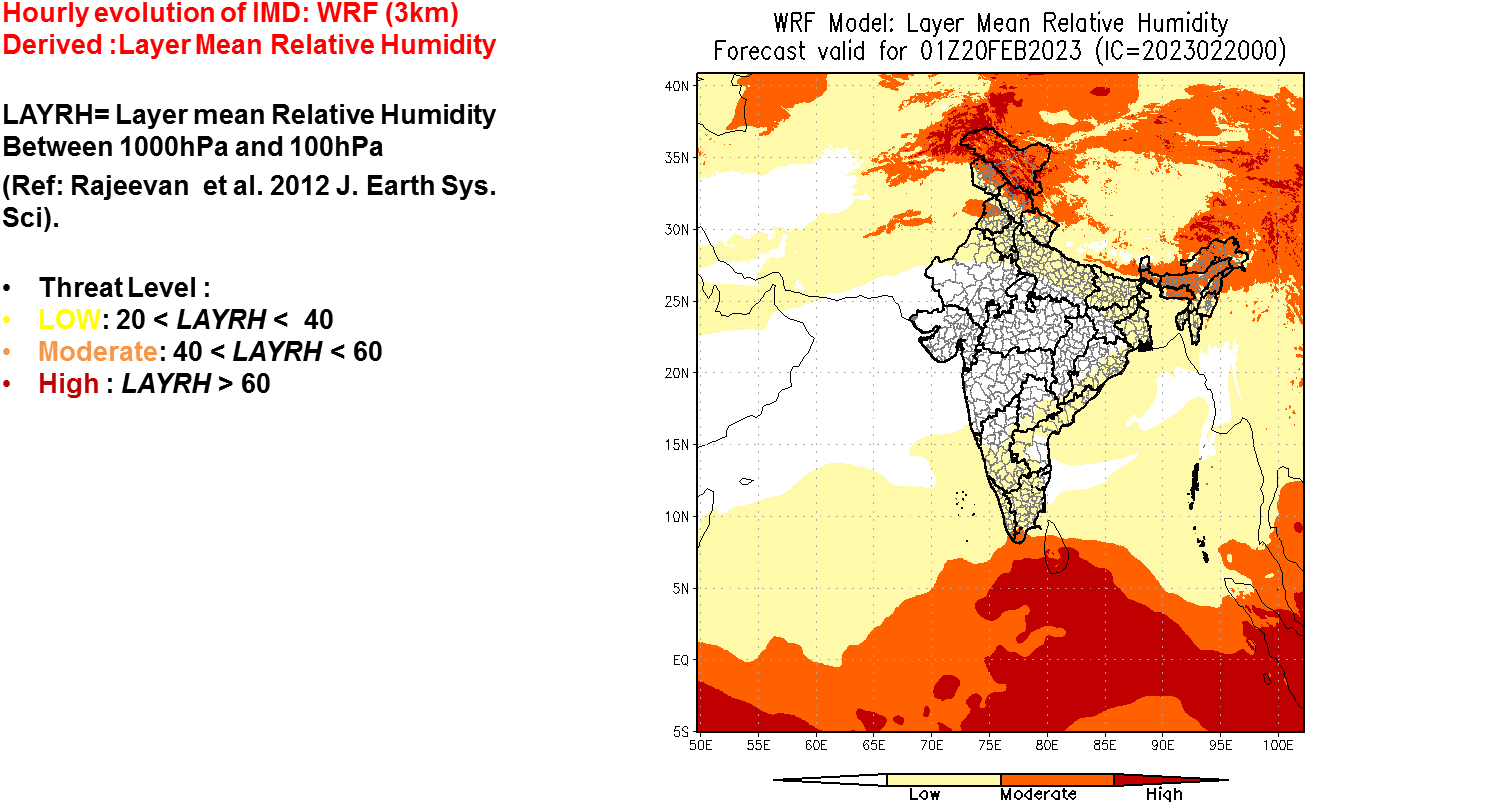 Hourly evolution of IMD: WRF (3km)
Derived :Layer Mean Relative Humidity
LAYRH= Layer mean Relative Humidity
Between 1000hPa and 100hPa
(Ref: Rajeevan et al. 2012 J. Earth Sys.
Sci).
• Threat Level :
• LOW: 20 < LAYRH < 40
• Moderate: 40 < LAYRH < 60
• High : LAYRH > 60
WRF Model: Layer Mean Relative Humidity
Forecast valid for 01Z20FEB2023 (IC=2023022000)
40N
35N
30N
25N
20N
15N
10N
5N
EQ
5S
50E 55E 60E 65E 70E 75E 80E 85E 90E 95E 100E
Low Moderate High